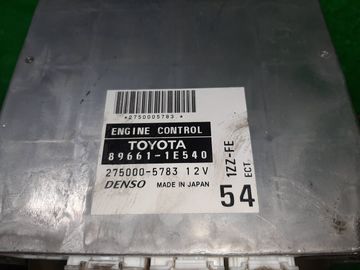 *2750005783*
ENGINE CONTROL
TOYOTA
89661-1E540
275000-5783 12V
DENSO MADE IN JAPAN
1ZZ-FE
ECT
54